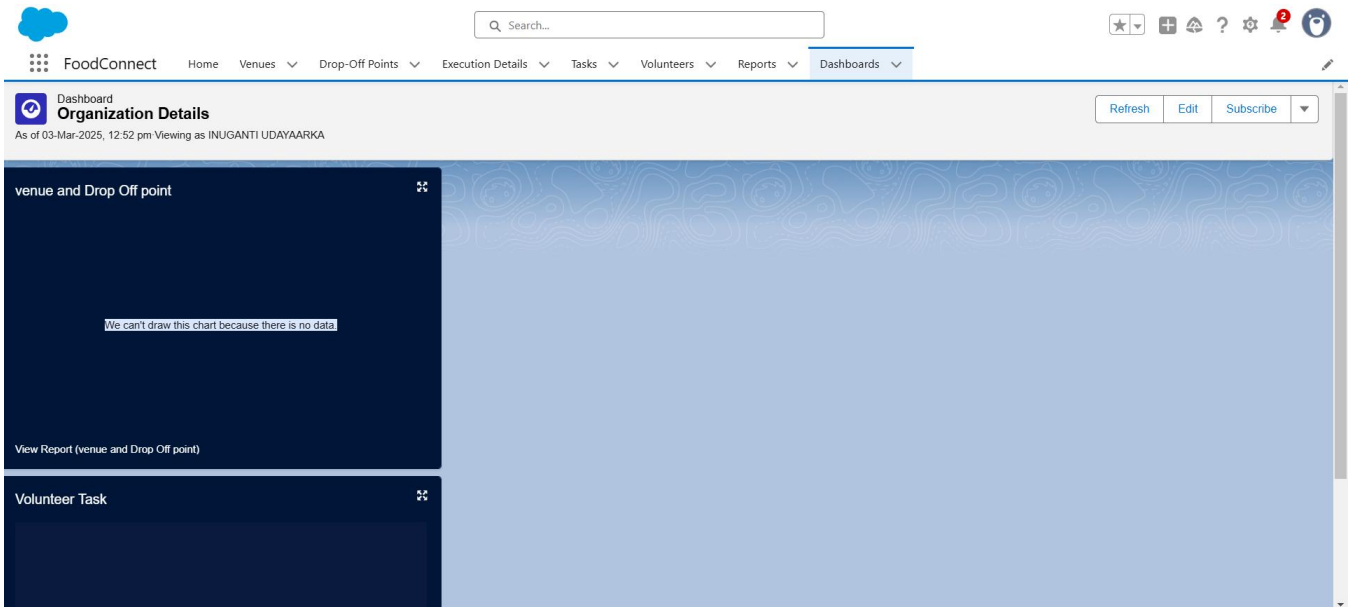 Search...
2
FoodConnect Home Venues Drop-Off Points Execution Details Tasks Volunteers Reports Dashboards
Dashboard
Organization Details
As of 03-Mar-2025, 12:52 pm·Viewing as INUGANTI UDAYAARKA
Refresh Edit Subscribe
venue and Drop Off point
We can't draw this chart because there is no data.
View Report (venue and Drop Off point)
Volunteer Task